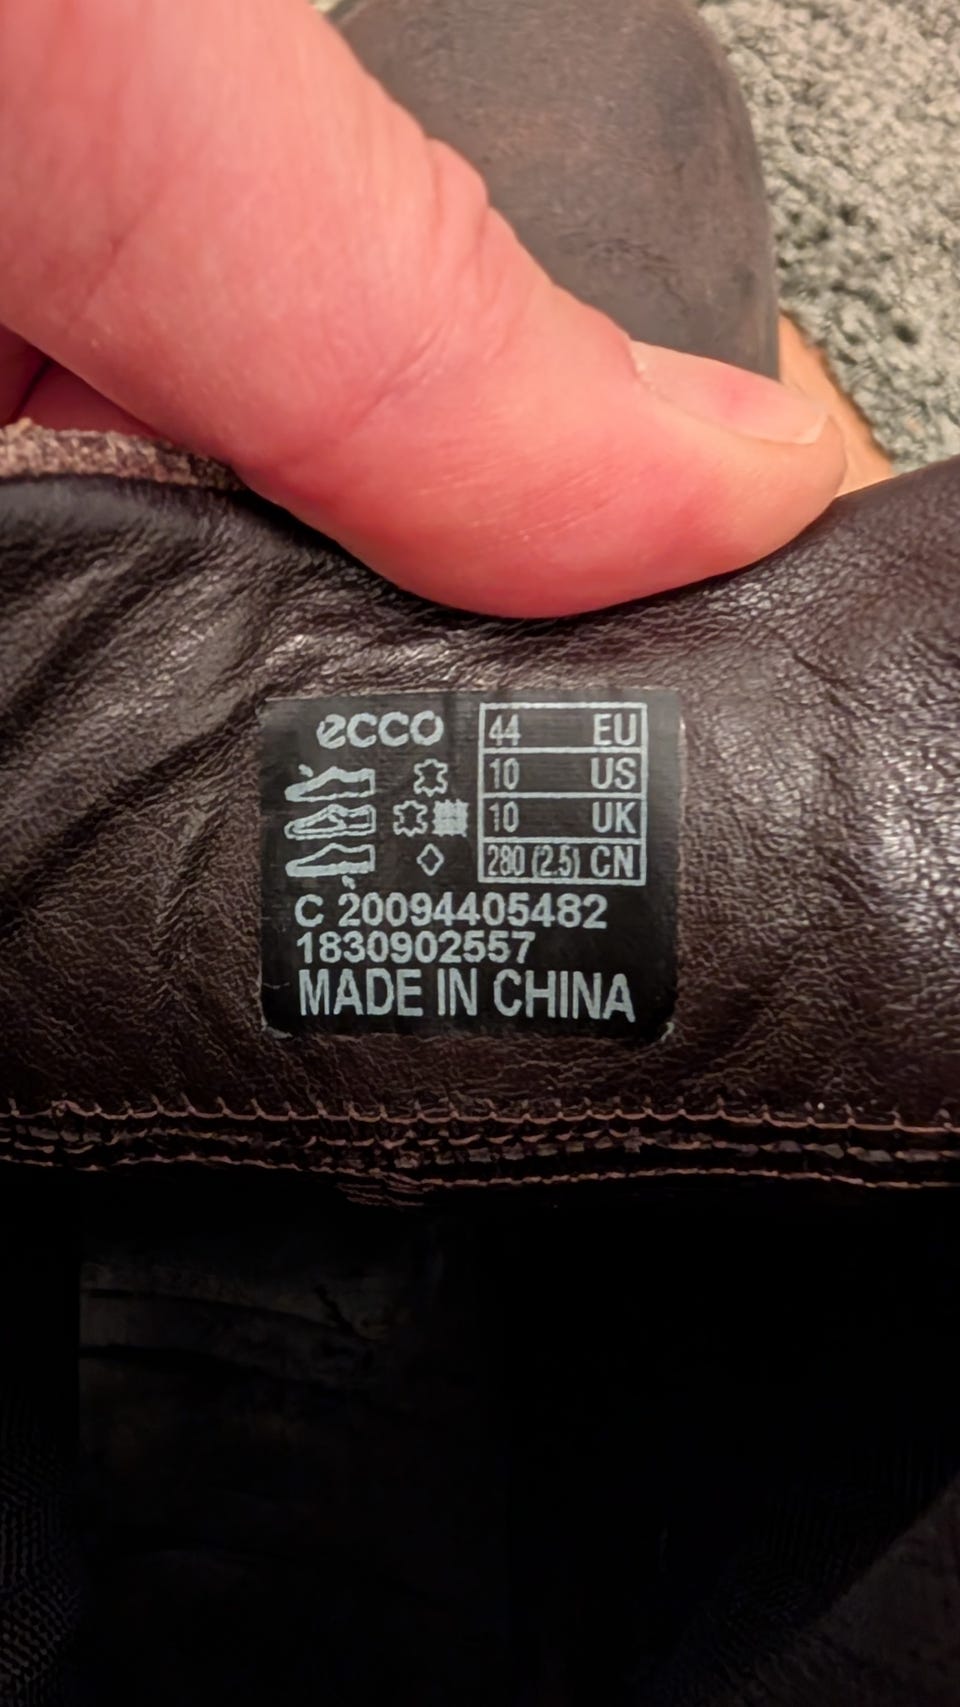 ecco
44 EU
10 US
10 UK
280 (2.5) CN
C 20094405482
1830902557
MADE IN CHINA